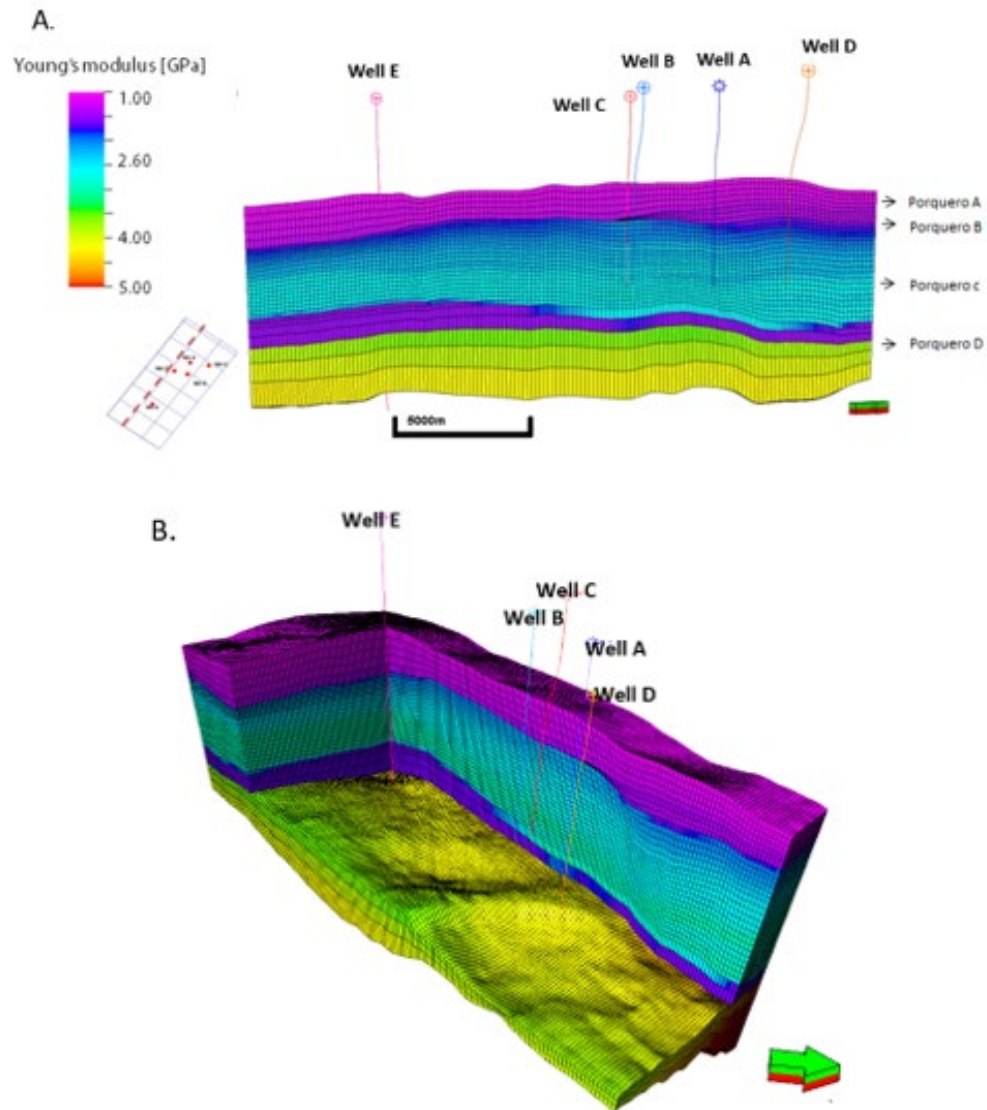 A.
Young's modulus [GPa]
1.00
2.60
4.00
5.00
Well E
Well C
Well B
Well A
Well D
Porquero A
Porquero B
Porquero c
Porquero D
5000m
B.
Well E
Well C
Well B
Well A
Well D